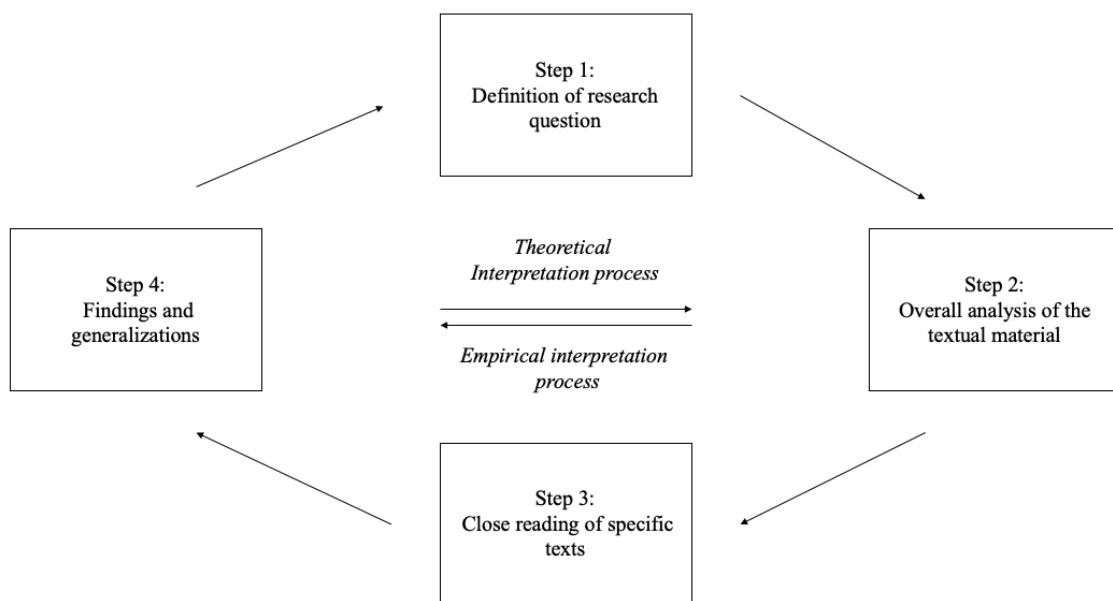 Step 1:
Definition of research
question
Theoretical
Interpretation process
Step 4:
Findings and
generalizations
Step 2:
Overall analysis of the
textual material
Empirical interpretation
process
Step 3:
Close reading of specific
texts